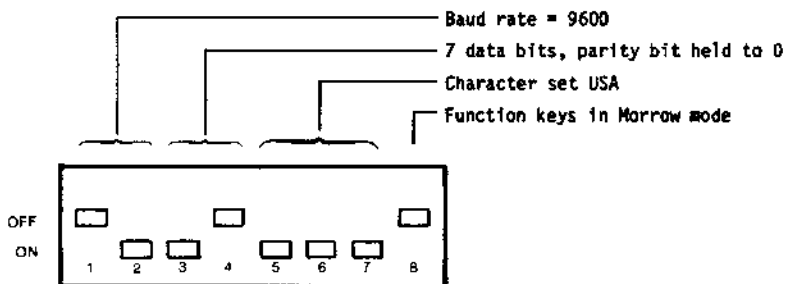 Baud rate = 9600
7 data bits, parity bit held to 0
Character set USA
Function keys in Morrow mode
OFF
ON
1 2 3 4 5 6 7 8